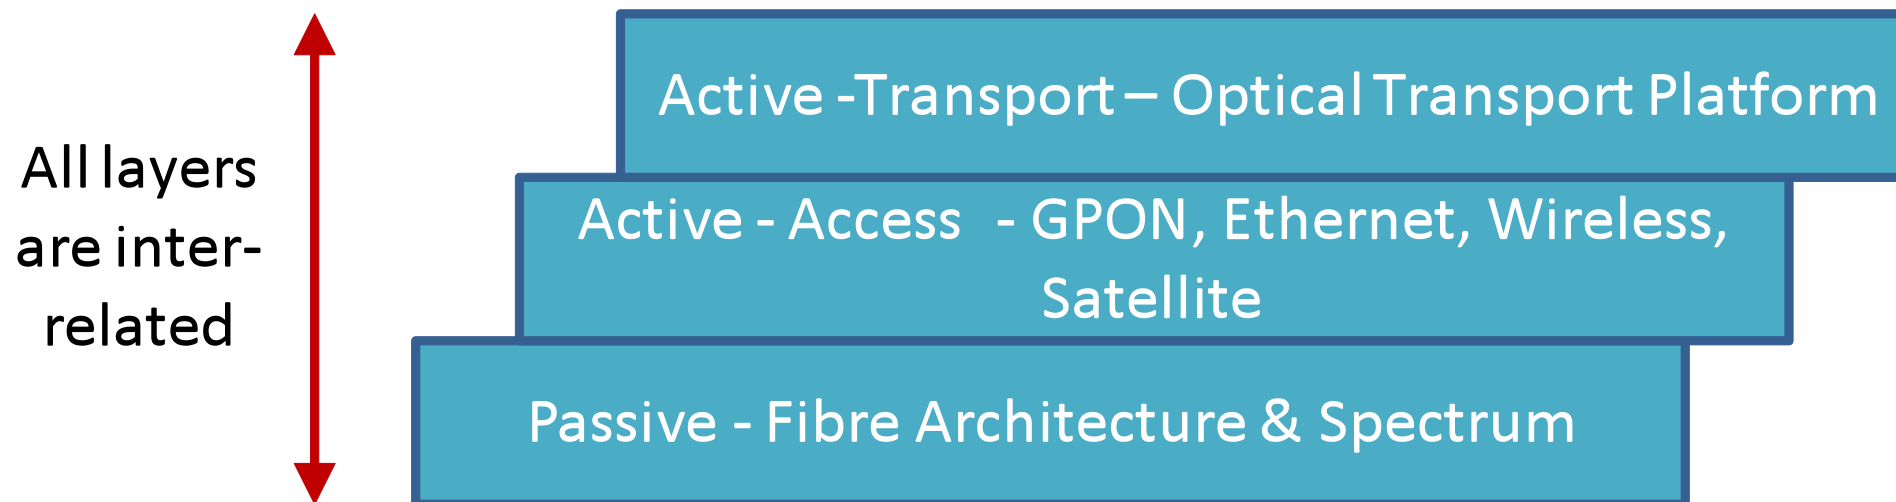 All layers
are inter-
related
Active -Transport – Optical Transport Platform
Active - Access  - GPON, Ethernet, Wireless,
Satellite
Passive - Fibre Architecture & Spectrum